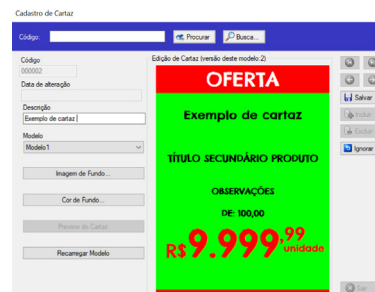 Cadastro de Cartaz
Código:
Procurar
Busca...
Código
000002
Data de alteração
Descrição
Exemplo de cartaz
Modelo
Modelo1
Imagem de Fundo...
Cor de Fundo...
Preview do Cartaz
Recarregar Modelo
Edição de Cartaz (versão deste modelo:2)
OFERTA
Exemplo de cartaz
TÍTULO SECUNDÁRIO PRODUTO
OBSERVAÇÕES
DE: 100,00
R$9.999,99
unidade
Salvar
Incluir
Excluir
Ignorar
Sair